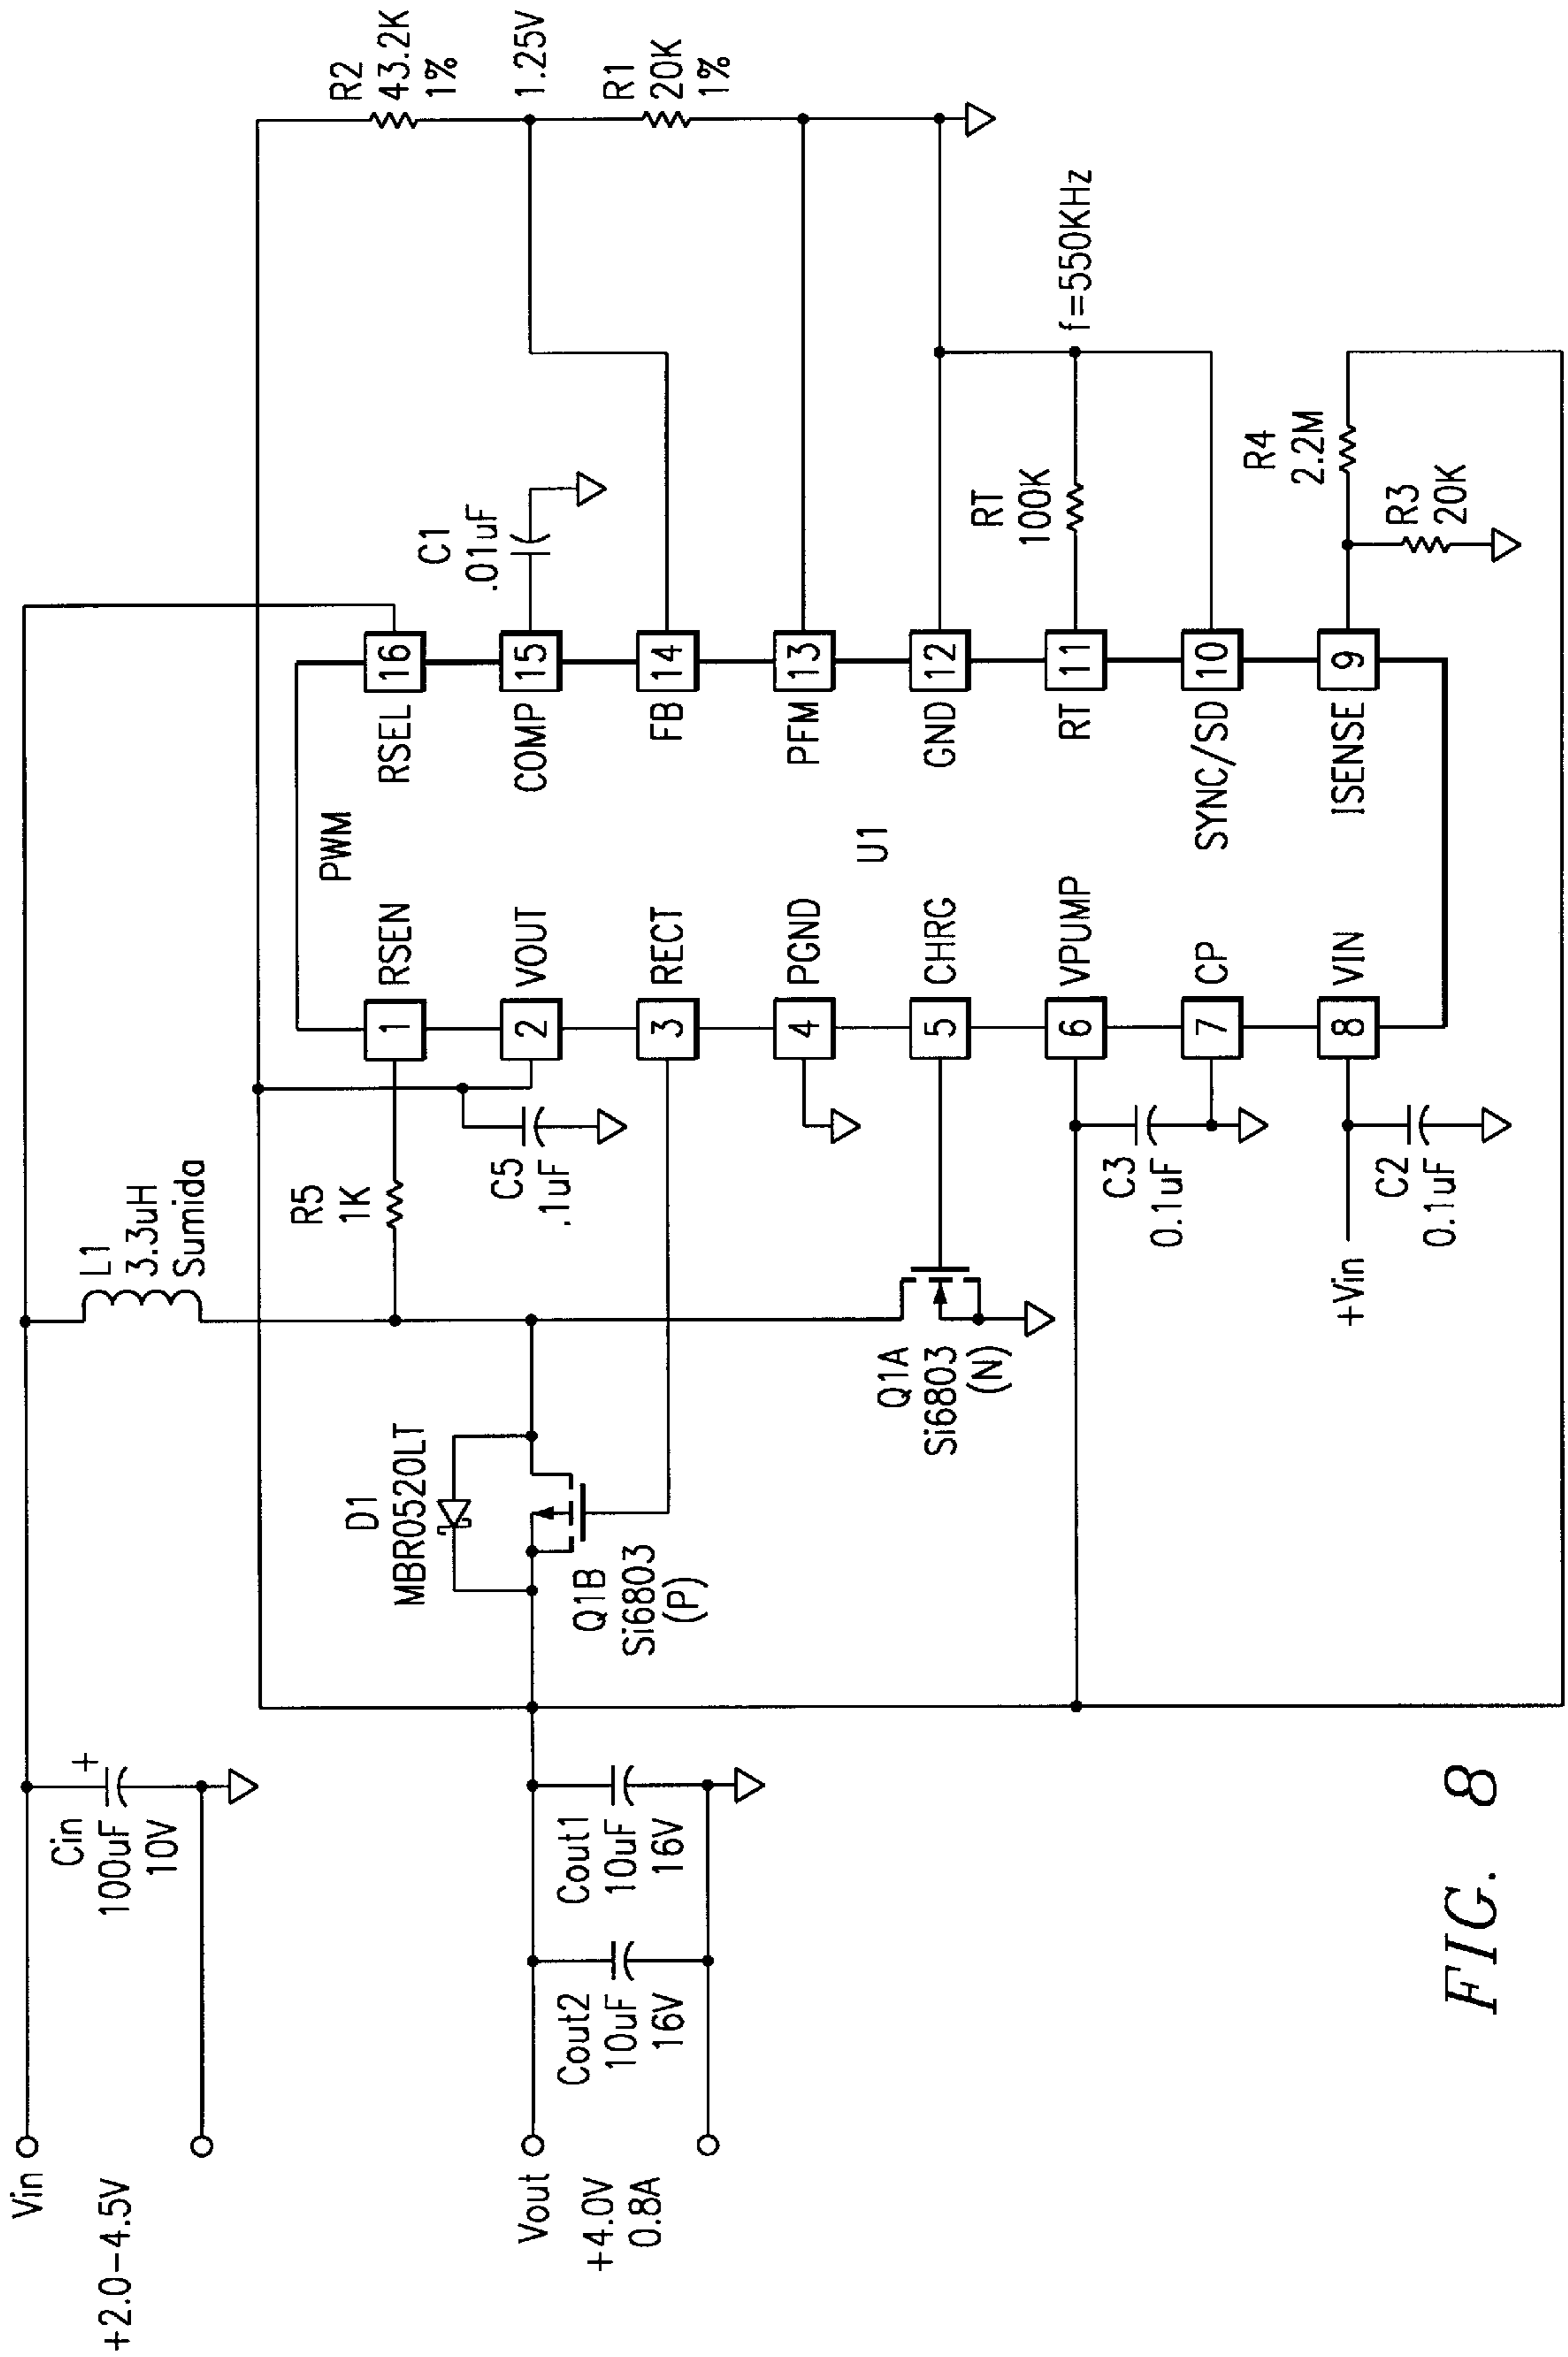 Vin
+2.0-4.5V
Cin
100uF
10V
+
L1
3.3uH
Sumida
Vout
+4.0V
0.8A
Cout2
10uF
16V
Cout1
10uF
16V
D1
MBR0520LT
Q1B
Si6803
(P)
Q1A
Si6803
(N)
R5
1K
C5
.1uF
C3
0.1uF
+Vin
C2
0.1uF
PWM
U1
1 RSEN
2 VOUT
3 RECT
4 PGND
5 CHRG
6 VPUMP
7 CP
8 VIN
RSEL 16
COMP 15
FB 14
PFM 13
GND 12
RT 11
SYNC/SD 10
ISENSE 9
C1
.01uF
RT
100K
f=550KHz
R4
2.2M
R3
20K
R2
43.2K
1%
1.25V
R1
20K
1%
FIG. 8